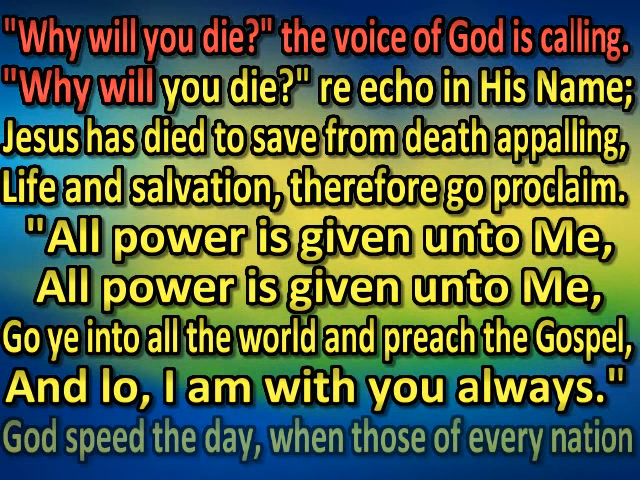 "Why will you die?" the voice of God is calling.
"Why will you die?" re echo in His Name;
Jesus has died to save from death appalling,
Life and salvation, therefore go proclaim.
"All power is given unto Me,
All power is given unto Me,
Go ye into all the world and preach the Gospel,
And lo, I am with you always."
God speed the day, when those of every nation